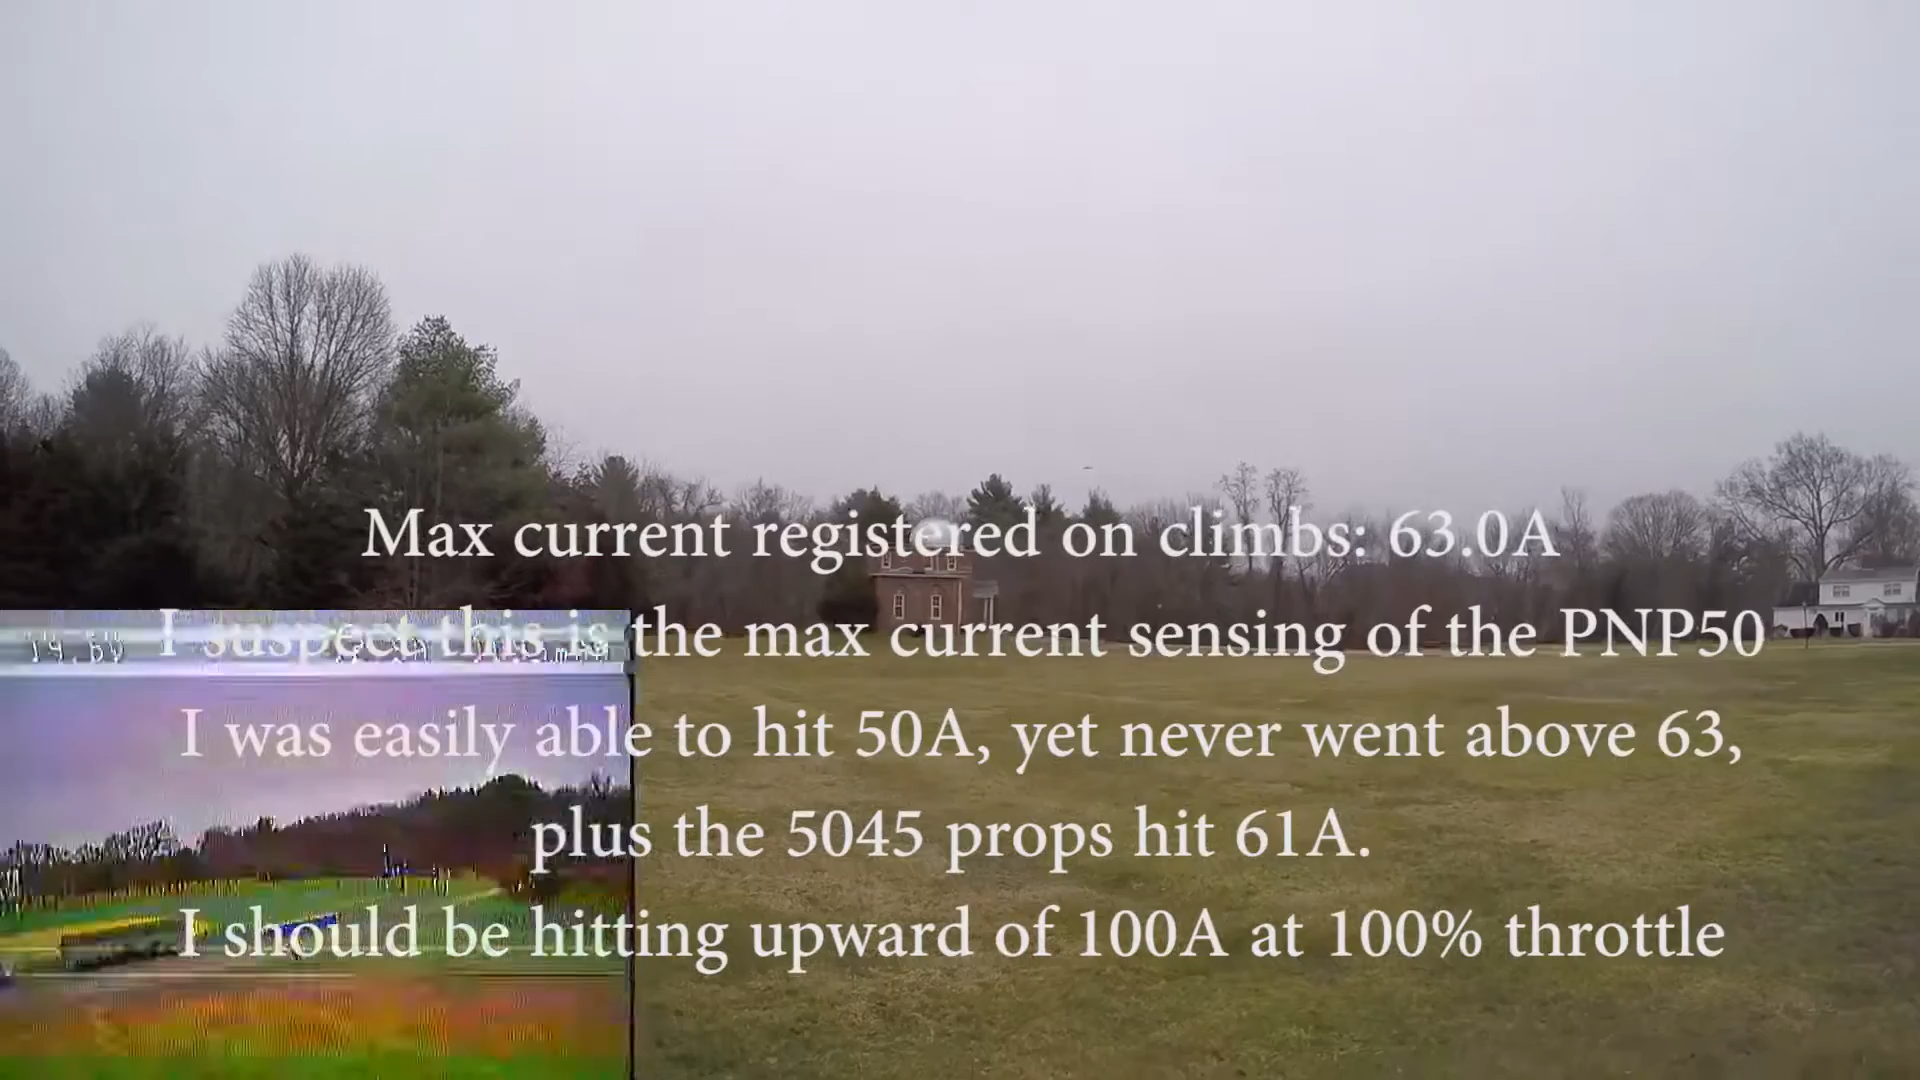 Max current registered on climbs: 63.0A
I suspect this is the max current sensing of the PNP50
I was easily able to hit 50A, yet never went above 63,
plus the 5045 props hit 61A.
I should be hitting upward of 100A at 100% throttle